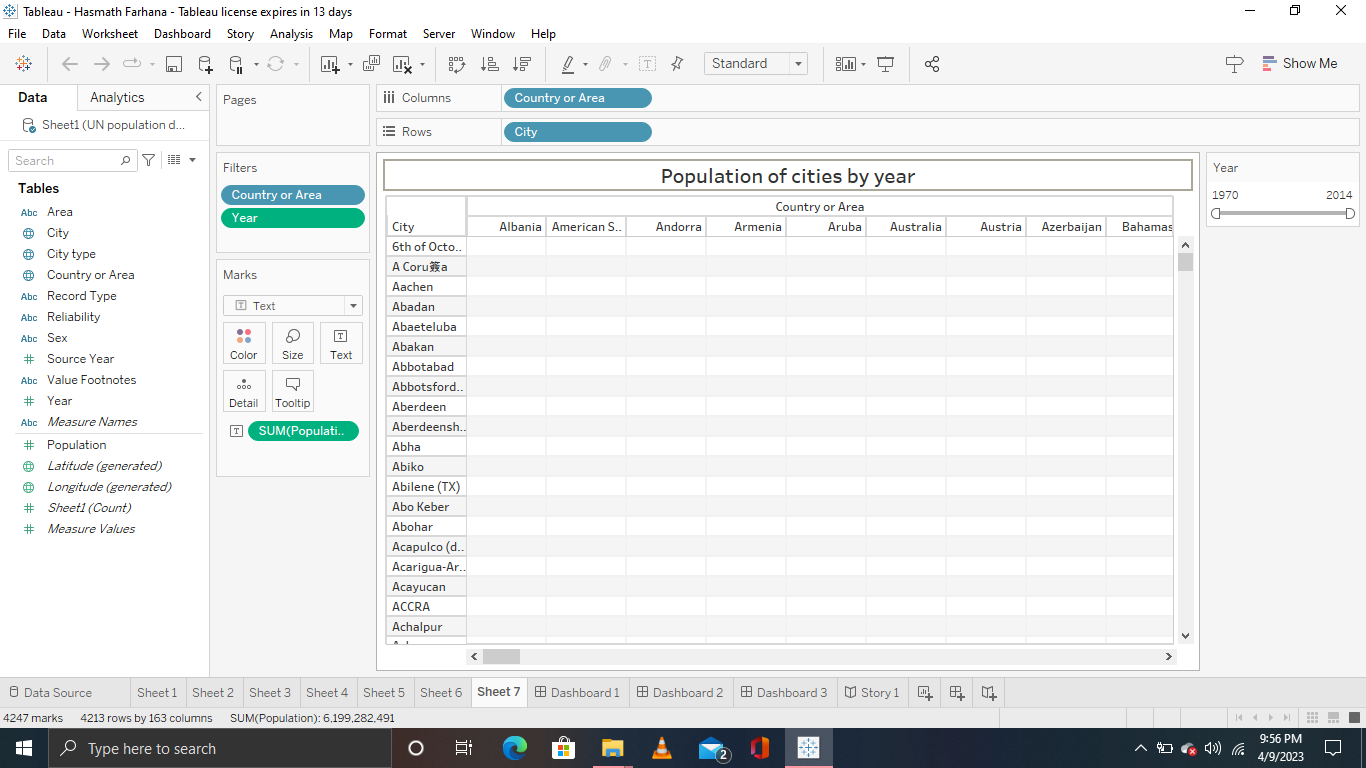 Tableau - Hasmath Farhana - Tableau license expires in 13 days
File Data Worksheet Dashboard Story Analysis Map Format Server Window Help
Standard
Show Me
Data Analytics
Sheet1 (UN population d...
Search
Tables
Abc Area
City
City type
Country or Area
Abc Record Type
Abc Reliability
Abc Sex
Source Year
Abc Value Footnotes
Year
Abc Measure Names
Population
Latitude (generated)
Longitude (generated)
Sheet1 (Count)
Measure Values
Pages
Filters
Country or Area
Year
Marks
Text
Color Size Text
Detail Tooltip
SUM(Populati..
Columns Country or Area
Rows City
Population of cities by year
Country or Area
City Albania American S.. Andorra Armenia Aruba Australia Austria Azerbaijan Bahamas
6th of Octo..
A Coru簽a
Aachen
Abadan
Abaeteluba
Abakan
Abbotabad
Abbotsford..
Aberdeen
Aberdeensh..
Abha
Abiko
Abilene (TX)
Abo Keber
Abohar
Acapulco (d..
Acarigua-Ar..
Acayucan
ACCRA
Achalpur
Year
1970 2014
Data Source Sheet 1 Sheet 2 Sheet 3 Sheet 4 Sheet 5 Sheet 6 Sheet 7 Dashboard 1 Dashboard 2 Dashboard 3 Story 1
4247 marks 4213 rows by 163 columns SUM(Population): 6,199,282,491
Type here to search
2
9:56 PM
4/9/2023